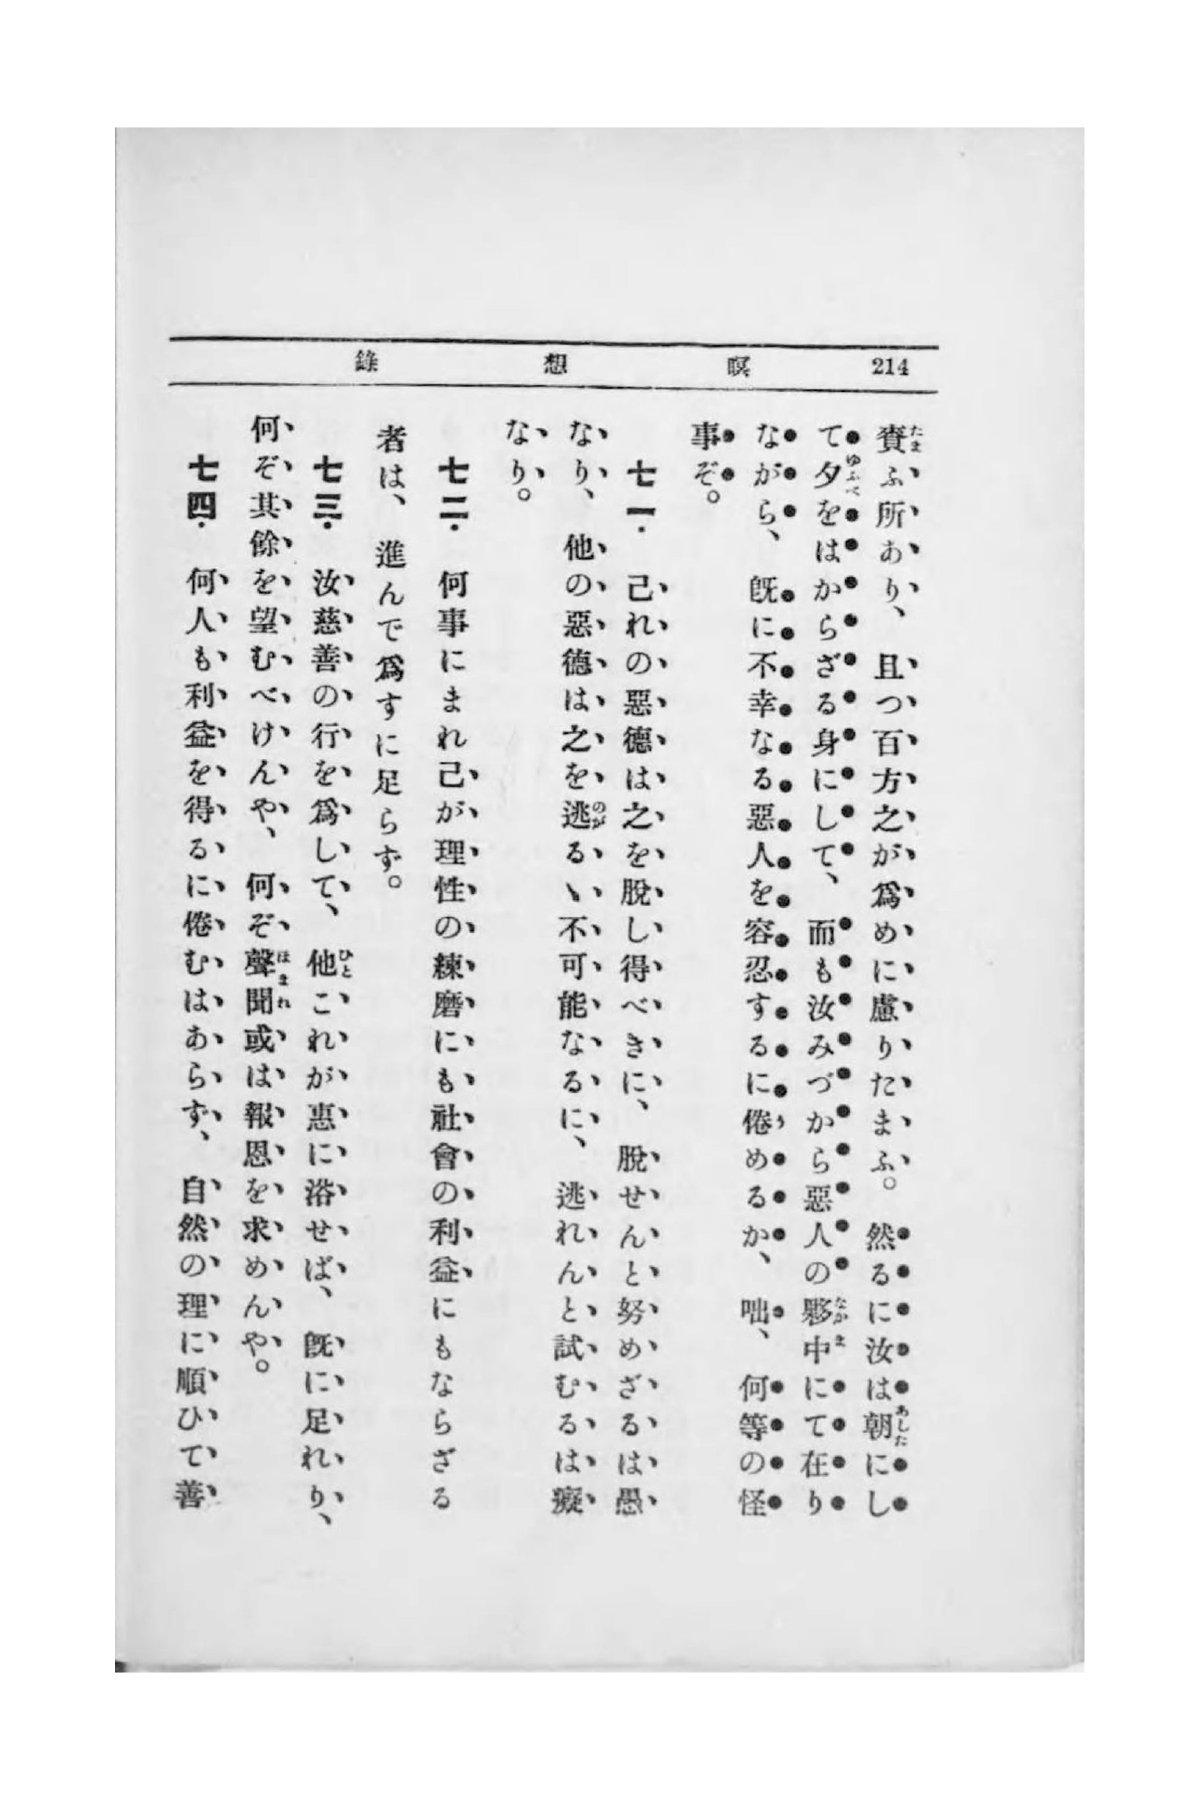 214 瞑想錄
賚ふ所あり、且つ百方之が爲めに慮りたまふ。然るに汝は朝にし
て夕をはからざる身にして、而も汝みづから惡人の夥中にて在り
ながら、旣に不幸なる惡人を容忍するに倦めるか、咄、何等の怪
事ぞ。
七一. 己れの惡德は之を脫し得べきに、脫せんと努めざるは愚
なり、他の惡德は之を逃るゝ不可能なるに、逃れんと試むるは癡
なり。
七二. 何事にまれ己が理性の練磨にも社會の利益にもならざる
者は、進んで爲すに足らず。
七三. 汝慈善の行を爲して、他これが惠に浴せば、旣に足れり、
何ぞ其餘を望むべけんや、何ぞ聲聞或は報恩を求めんや。
七四. 何人も利益を得るに倦むはあらず、自然の理に順ひて善